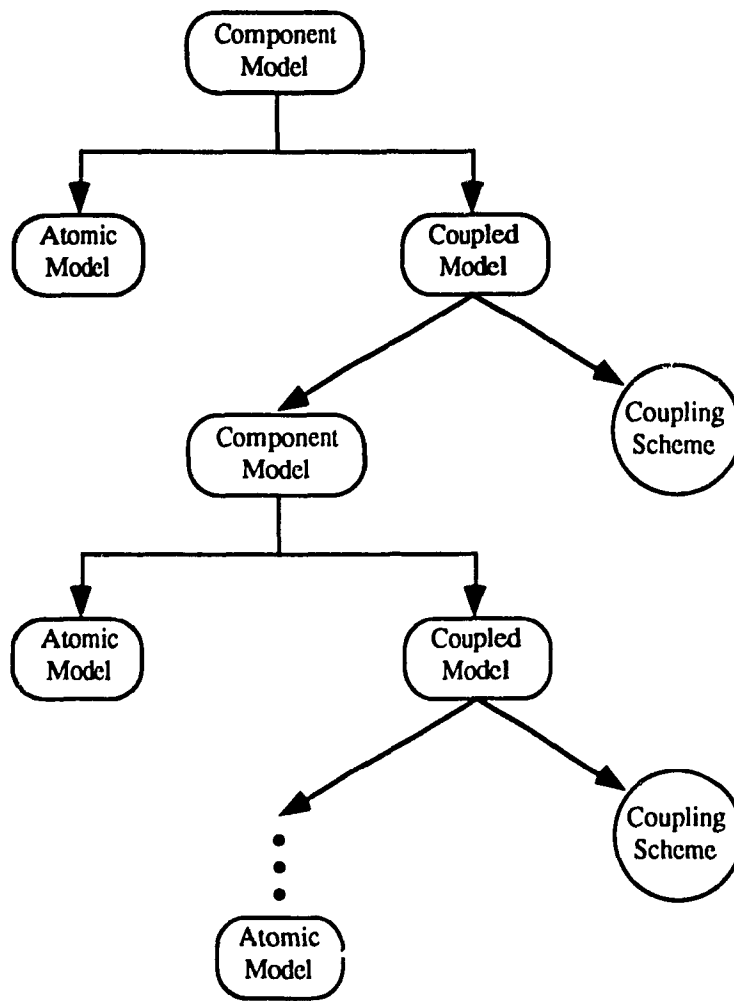 Component
Model
Atomic
Model
Coupled
Model
Coupling
Scheme
Component
Model
Atomic
Model
Coupled
Model
Coupling
Scheme
Atomic
Model